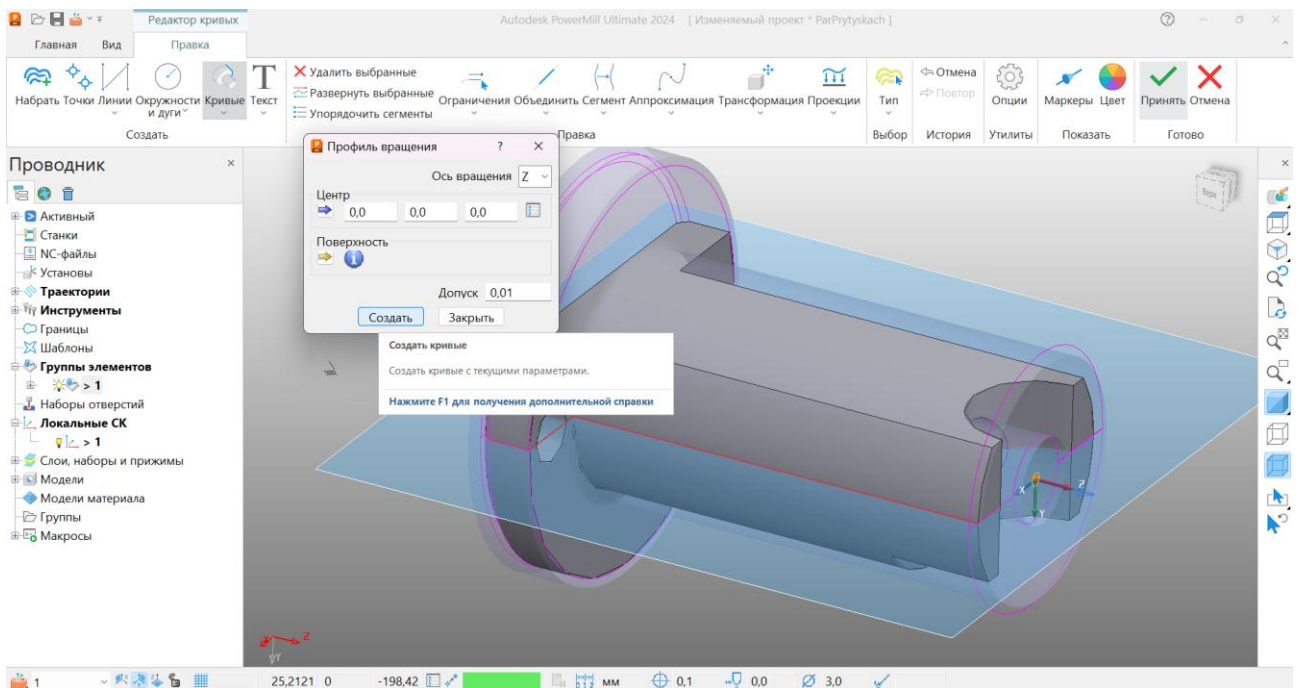 Редактор кривых
Autodesk PowerMill Ultimate 2024 [ Изменяемый проект * ParPrytyskach ]
Главная Вид Правка
Удалить выбранные
Развернуть выбранные
Упорядочить сегменты
Набрать Точки Линии Окружности и дуги Кривые Текст
Ограничения Объединить Сегмент Аппроксимация Трансформация Проекции
Тип
Отмена
Повтор
Опции
Маркеры Цвет
Принять Отмена
Создать Правка Выбор История Утилиты Показать Готово
Проводник
Активный
Станки
NC-файлы
Установы
Траектории
Инструменты
Границы
Шаблоны
Группы элементов
> 1
Наборы отверстий
Локальные СК
> 1
Слои, наборы и прижимы
Модели
Модели материала
Группы
Макросы
Профиль вращения ? ×
Ось вращения Z
Центр
0,0 0,0 0,0
Поверхность
Допуск 0,01
Создать Закрыть
Создать кривые
Создать кривые с текущими параметрами.
Нажмите F1 для получения дополнительной справки
X Z
Y
Z
Y
1 25,2121 0 -198,42 мм 0,1 0,0 3,0